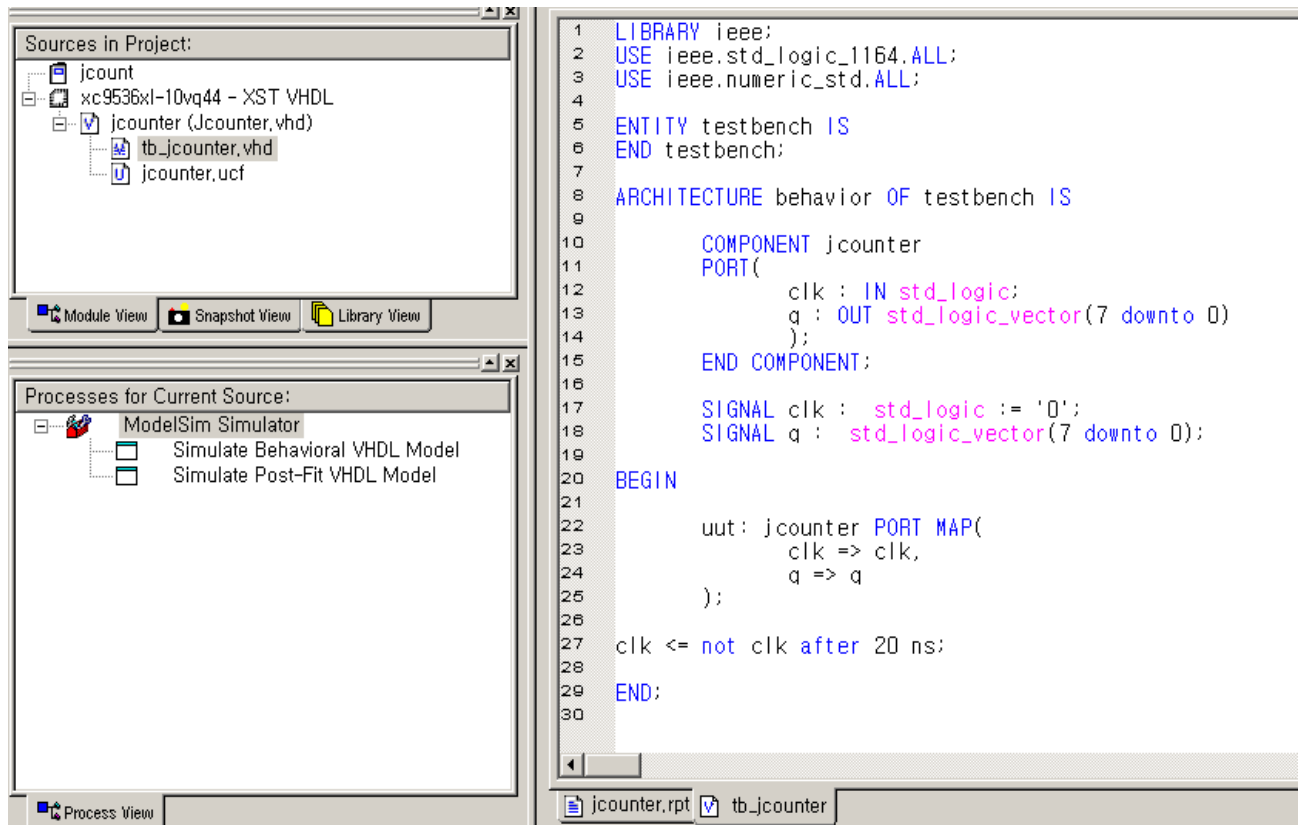 Sources in Project:
jcount
xc9536xl-10vq44 - XST VHDL
jcounter (Jcounter.vhd)
tb_jcounter.vhd
jcounter.ucf
Module View Snapshot View Library View
Processes for Current Source:
ModelSim Simulator
Simulate Behavioral VHDL Model
Simulate Post-Fit VHDL Model
Process View
1 LIBRARY ieee;
2 USE ieee.std_logic_1164.ALL;
3 USE ieee.numeric_std.ALL;
4
5 ENTITY testbench IS
6 END testbench;
7
8 ARCHITECTURE behavior OF testbench IS
9
10 COMPONENT jcounter
11 PORT(
12 clk : IN std_logic;
13 q : OUT std_logic_vector(7 downto 0)
14 );
15 END COMPONENT;
16
17 SIGNAL clk : std_logic := '0';
18 SIGNAL q : std_logic_vector(7 downto 0);
19
20 BEGIN
21
22 uut: jcounter PORT MAP(
23 clk => clk,
24 q => q
25 );
26
27 clk <= not clk after 20 ns;
28
29 END;
30
jcounter.rpt tb_jcounter